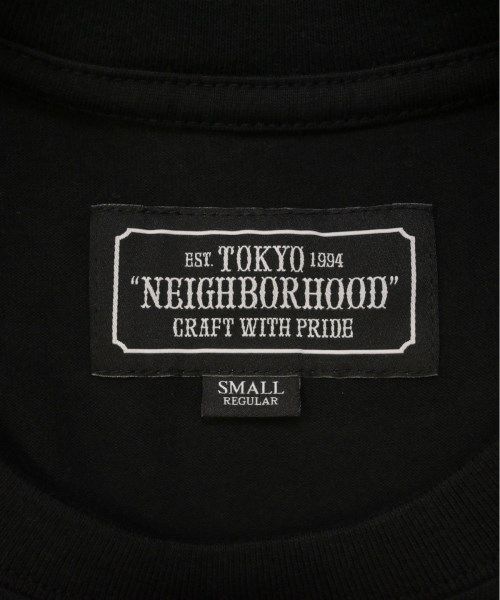 EST. TOKYO 1994
"NEIGHBORHOOD"
CRAFT WITH PRIDE
SMALL
REGULAR